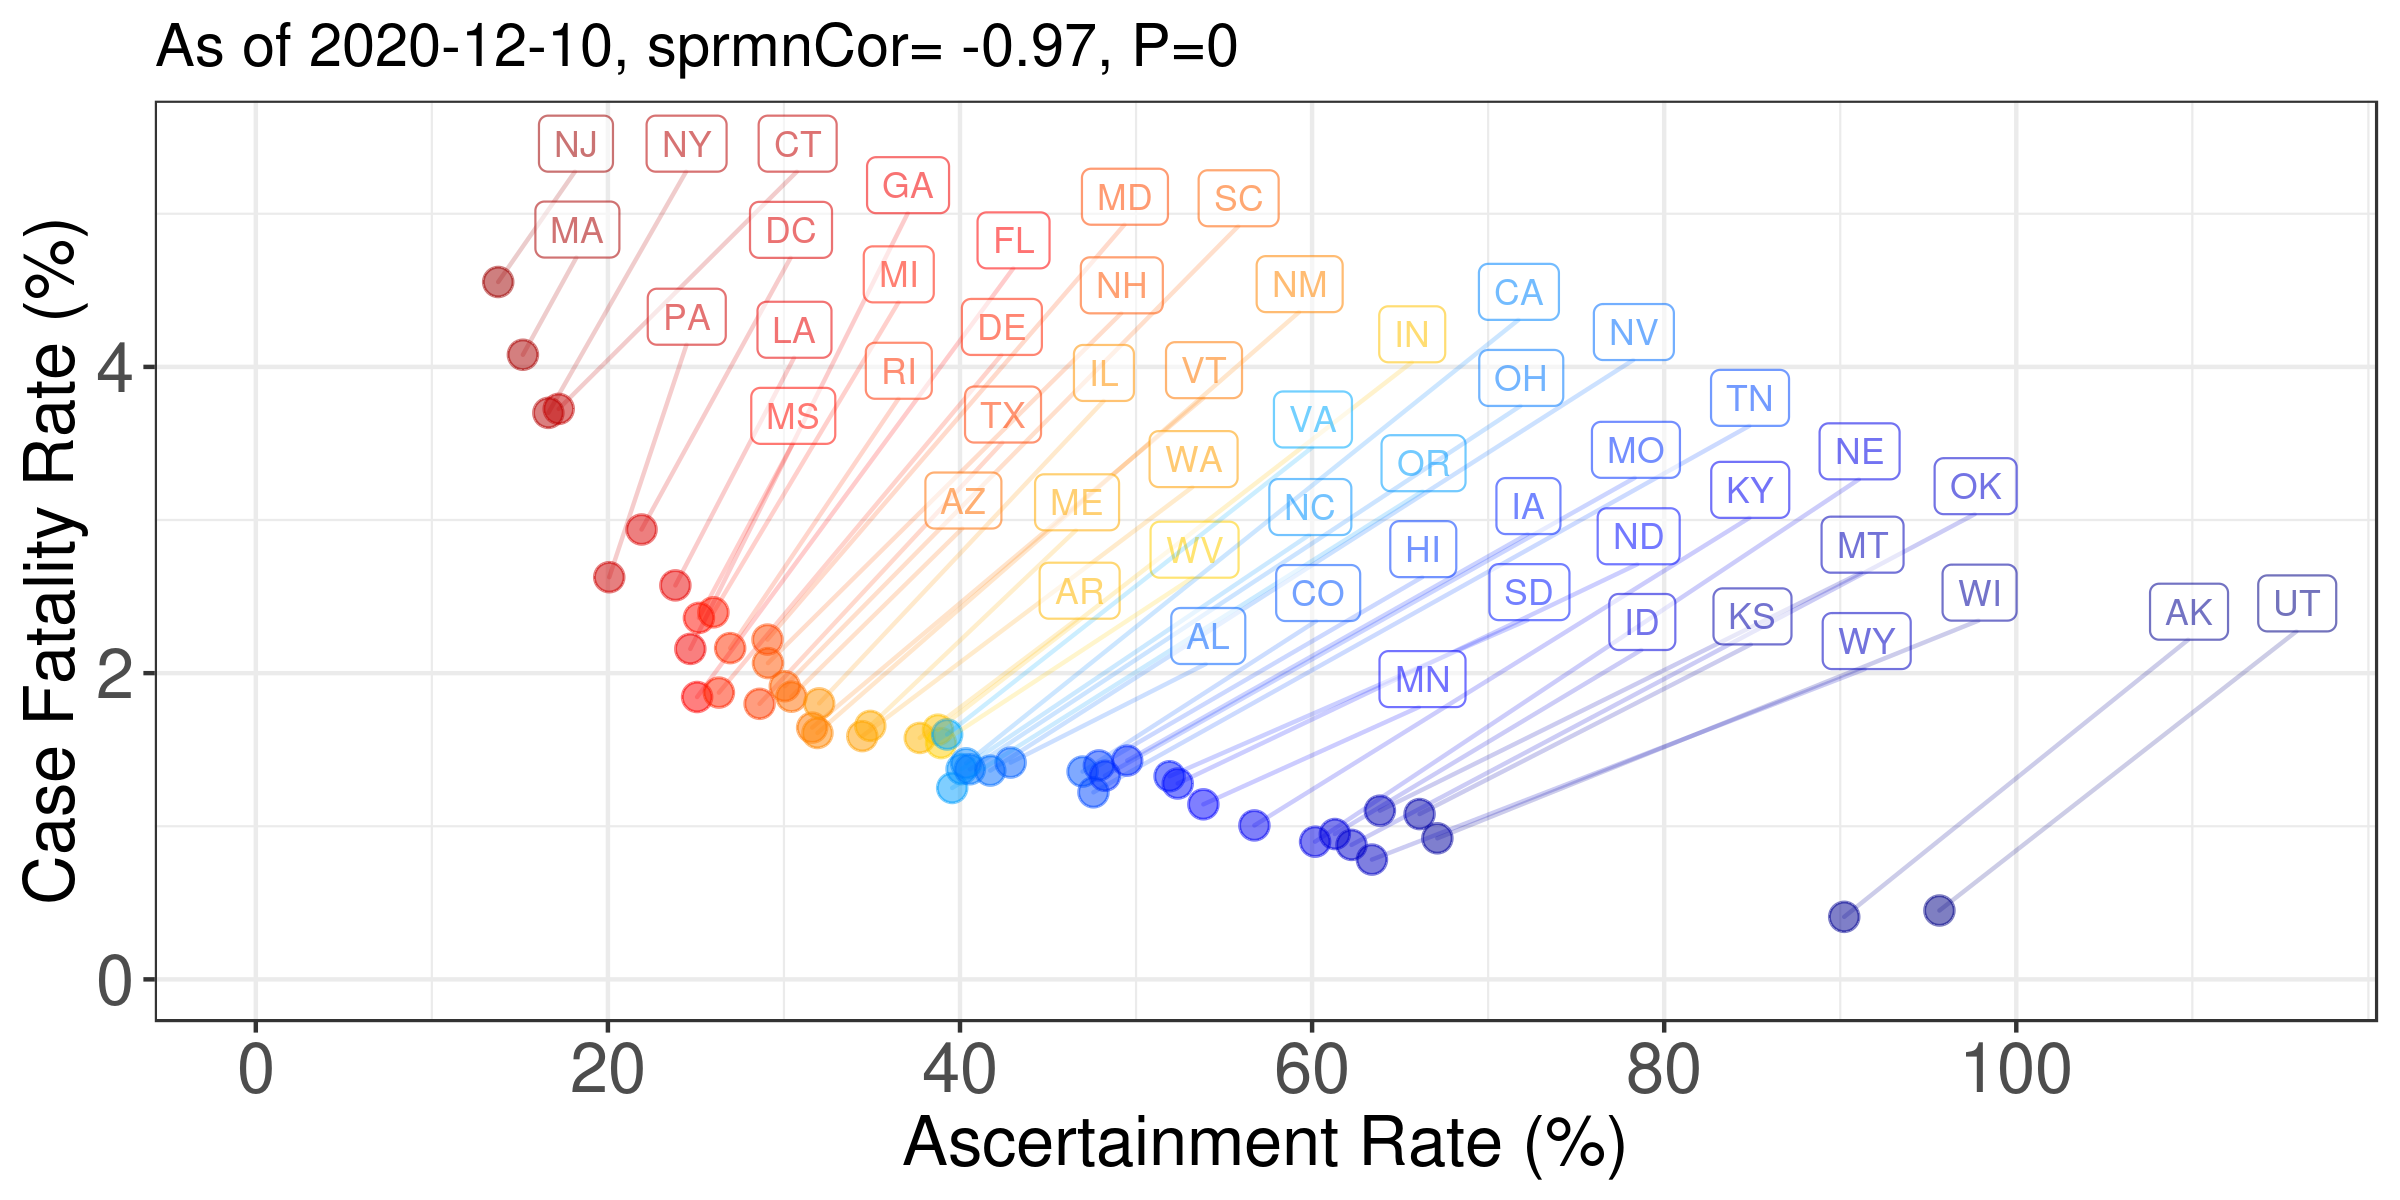 As of 2020-12-10, sprmnCor= -0.97, P=0
Case Fatality Rate (%)
4
2
0
NJ NY CT GA MD SC
MA DC FL
MI NH NM CA
PA LA DE IN NV
RI IL VT OH
MS TX VA TN
WA OR MO NE
AZ ME NC IA KY OK
WV HI ND MT
AR CO SD WI
AL ID KS WY AK UT
MN
0 20 40 60 80 100
Ascertainment Rate (%)